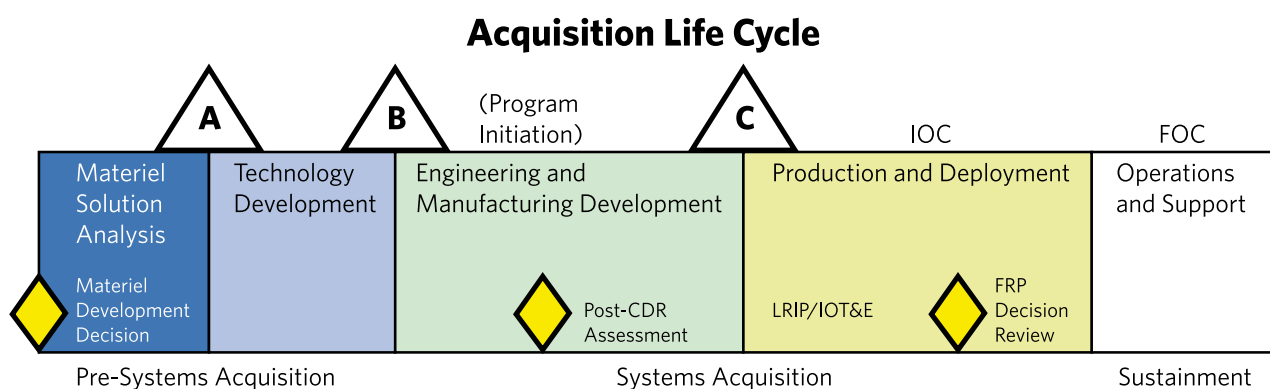 Acquisition Life Cycle
A
B
(Program
Initiation)
C
IOC
FOC
Materiel
Solution
Analysis
Technology
Development
Engineering and
Manufacturing Development
Production and Deployment
Operations
and Support
Materiel
Development
Decision
Post-CDR
Assessment
LRIP/IOT&E
FRP
Decision
Review
Pre-Systems Acquisition
Systems Acquisition
Sustainment